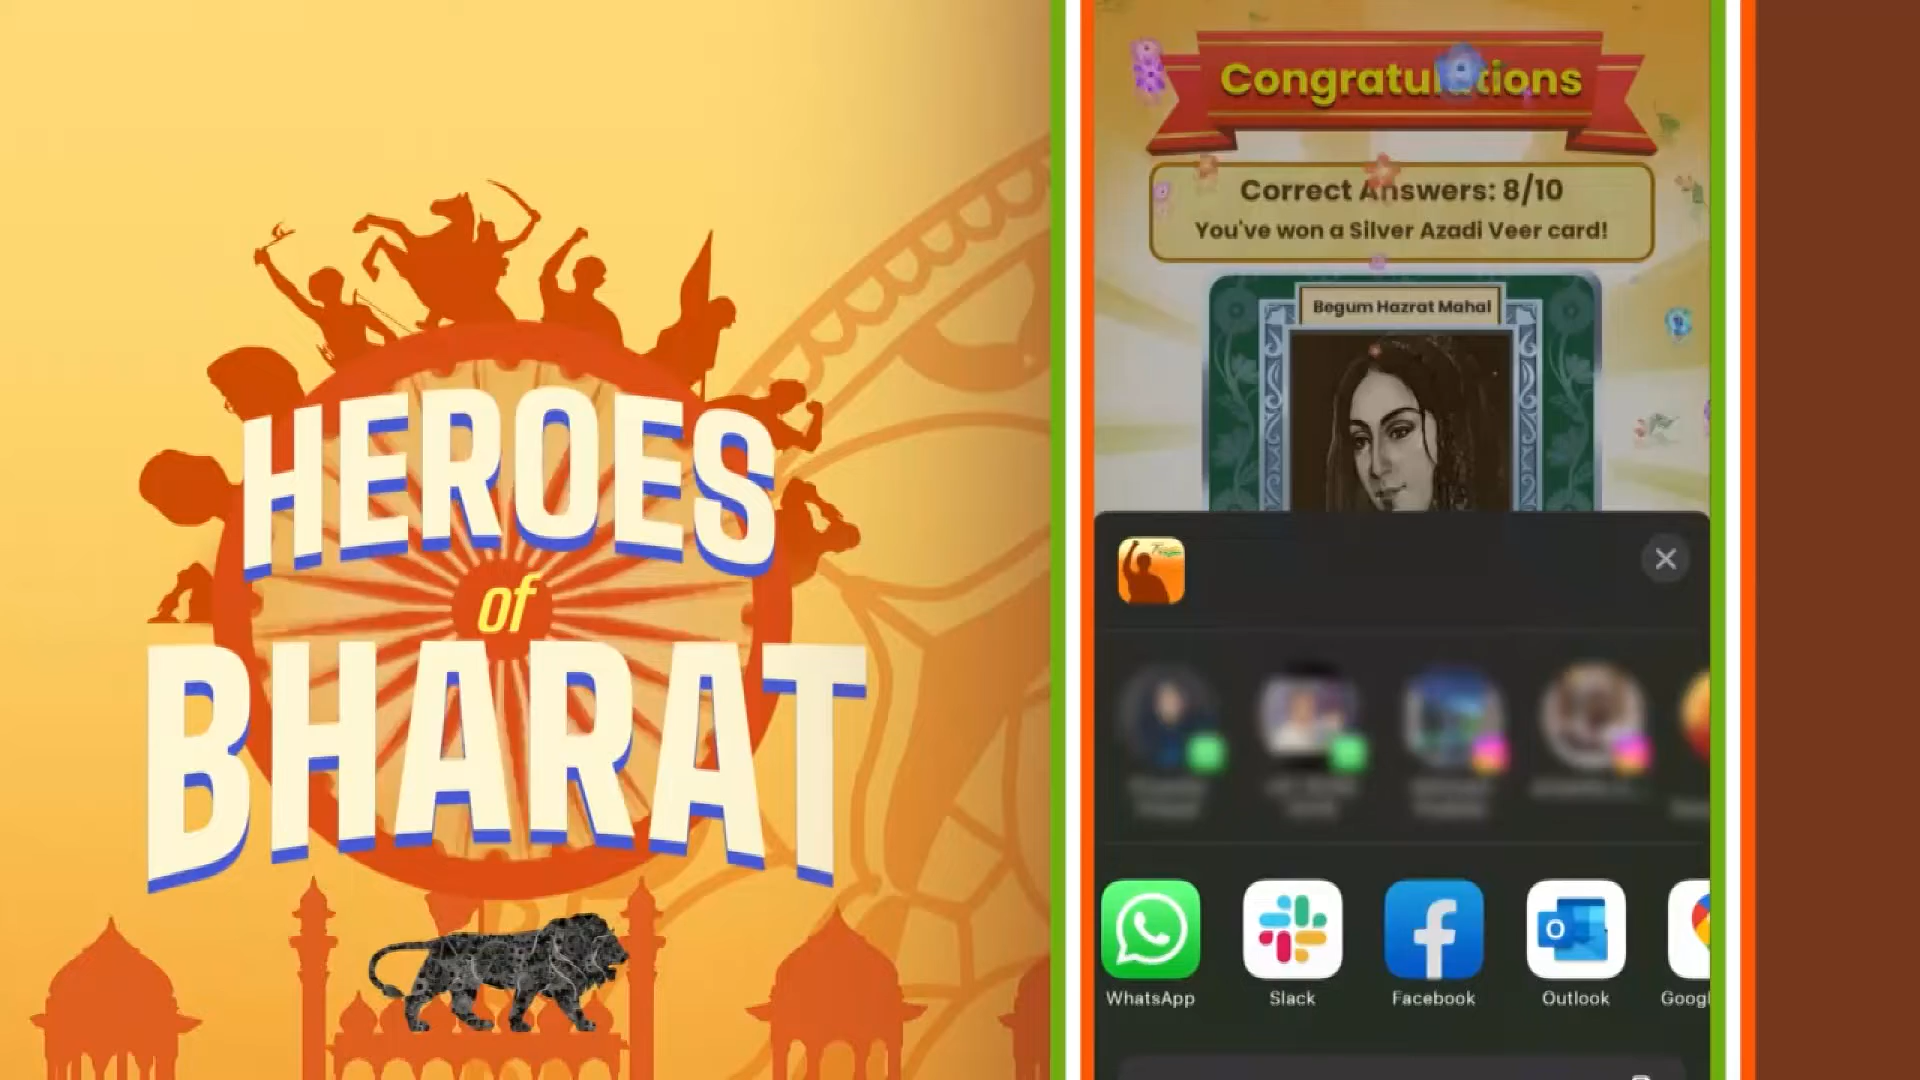 HEROES
of
BHARAT
Congratulations
Correct Answers: 8/10
You've won a Silver Azadi Veer card!
Begum Hazrat Mahal
WhatsApp
Slack
Facebook
Outlook
Googl